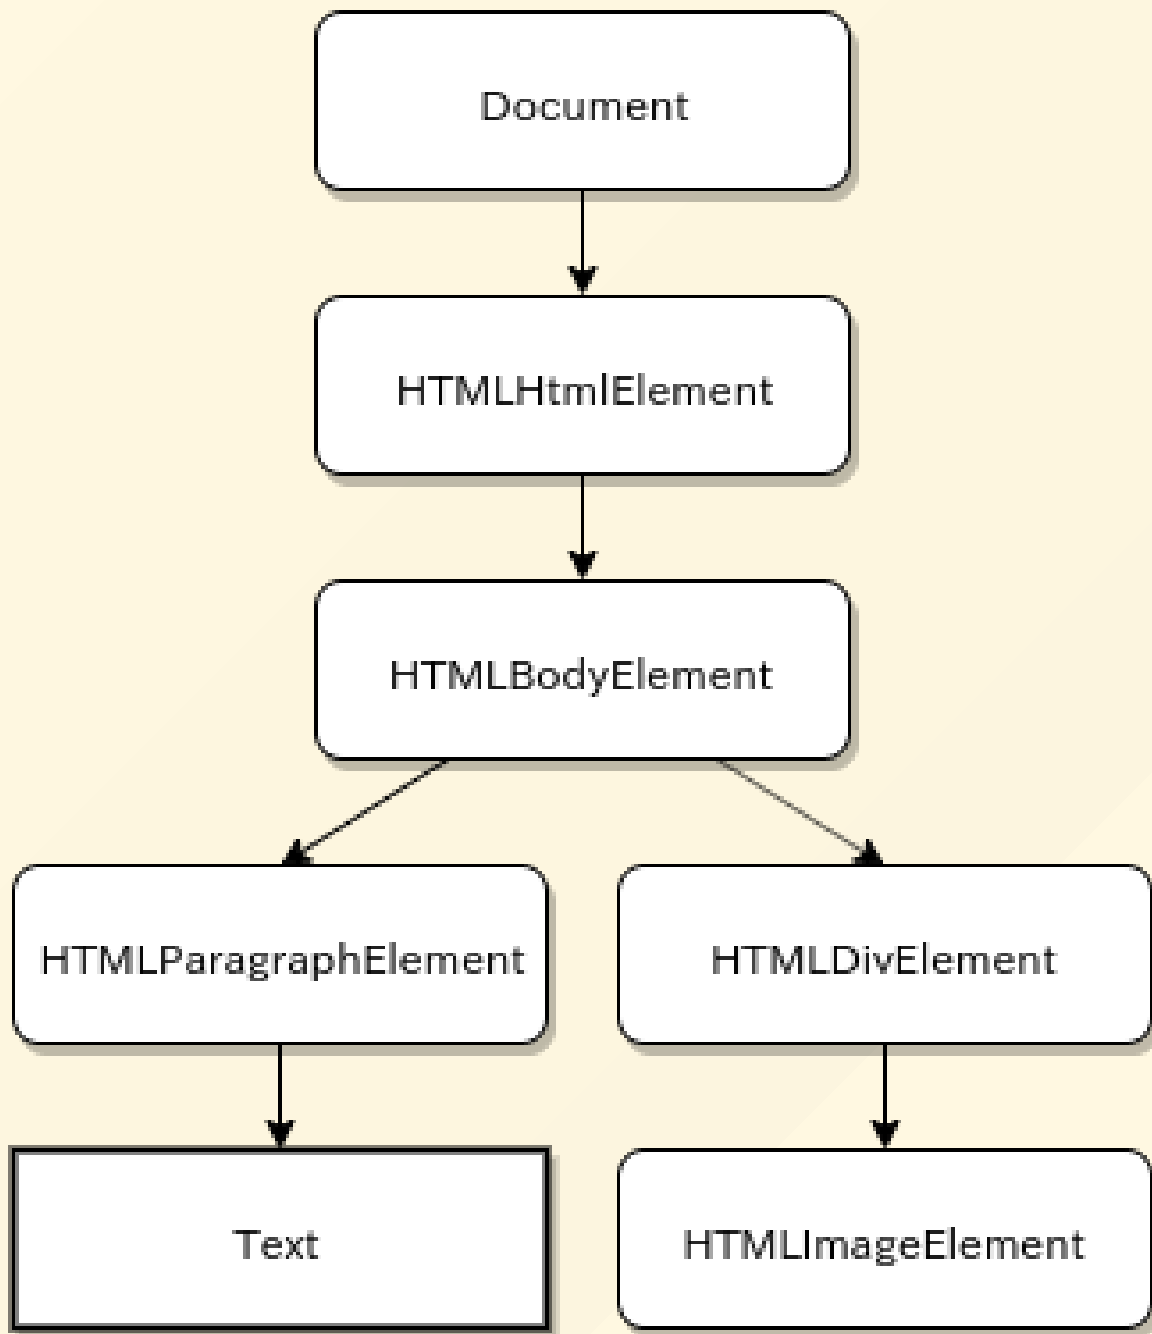 Document
HTMLHtmlElement
HTMLBodyElement
HTMLParagraphElement
HTMLDivElement
Text
HTMLImageElement